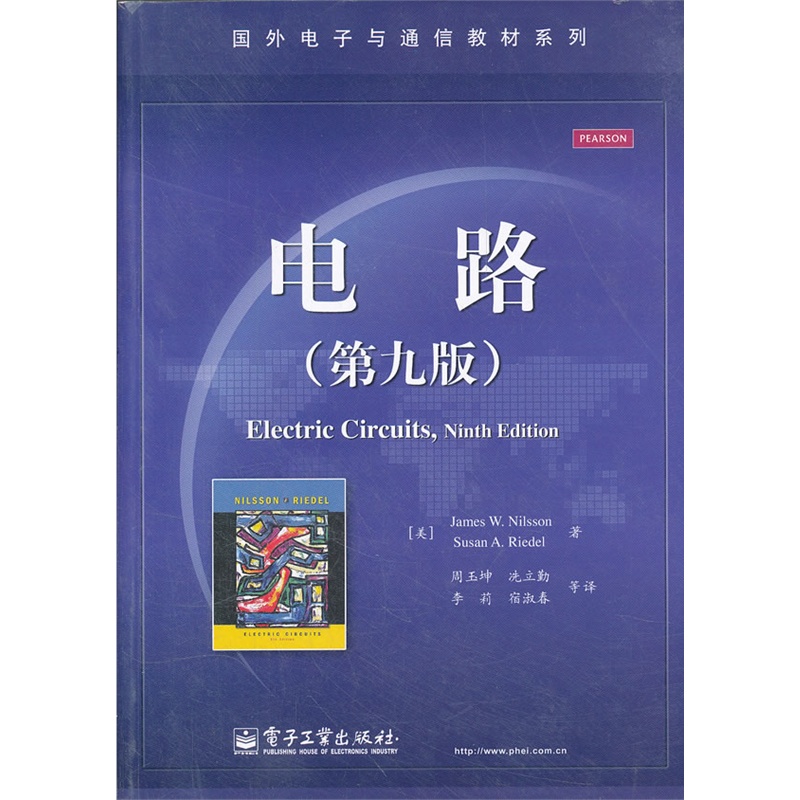 国外电子与通信教材系列
PEARSON
电 路
（第九版）
Electric Circuits, Ninth Edition
NILSSON RIEDEL
ELECTRIC CIRCUITS
[美] James W. Nilsson
Susan A. Riedel 著
周玉坤 冼立勤
李 莉 宿淑春 等译
電子工業出版社
PUBLISHING HOUSE OF ELECTRONICS INDUSTRY
http://www.phei.com.cn